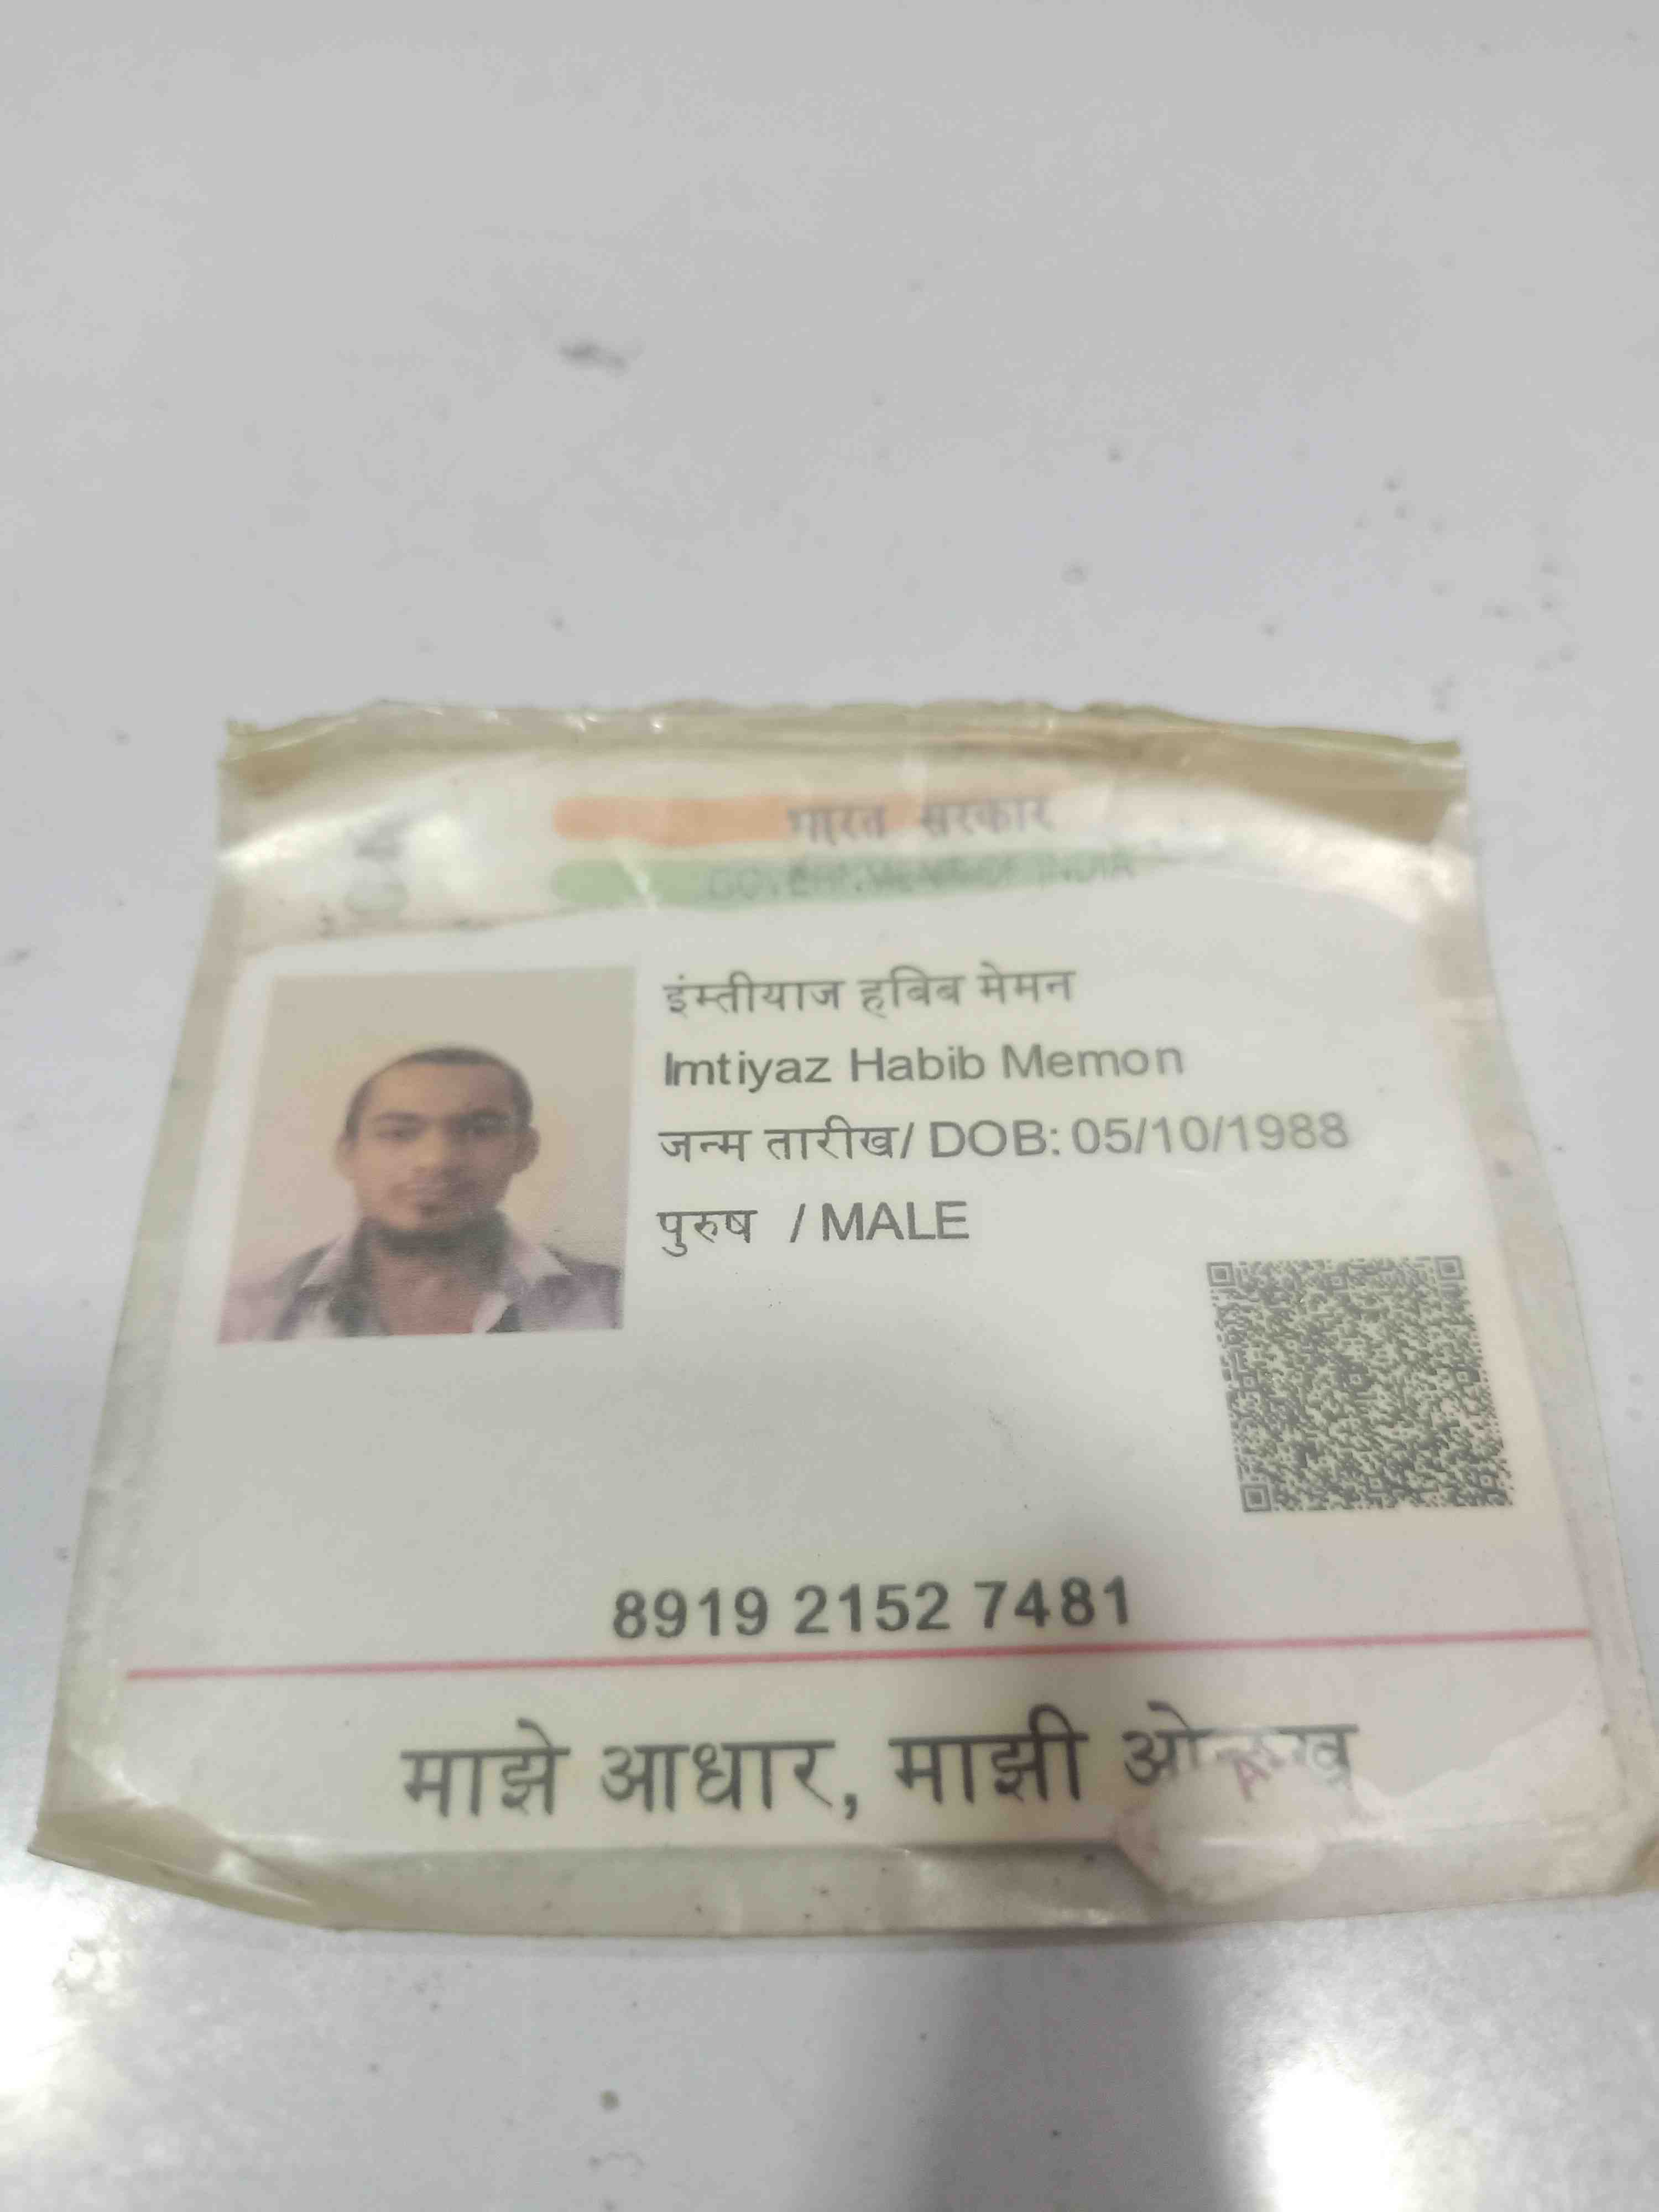 भारत सरकार
GOVERNMENT OF INDIA
इंम्तीयाज हबिब मेमन
Imtiyaz Habib Memon
जन्म तारीख/ DOB: 05/10/1988
पुरुष / MALE
8919 2152 7481
माझे आधार, माझी ओळख